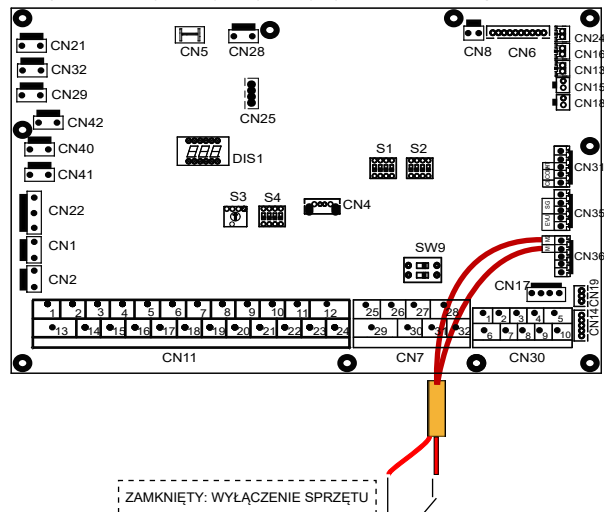 CN21
CN5
CN28
CN8
CN6
CN24
CN16
CN32
CN13
CN29
CN15
CN18
CN25
CN42
CN40
DIS1
S1 S2
CN31
CN41
CN22
S3 S4
CN4
CN35
SG
EVU
CN1
SW9
CN36
CN2
CN17
CN19
CN14
1 2 3 4 5 6 7 8 9 10 11 12
13 14 15 16 17 18 19 20 21 22 23 24
25 26 27 28
29 30 31 32
1 2 3 4 5
6 7 8 9 10
CN11
CN7
CN30
ZAMKNIĘTY: WYŁĄCZENIE SPRZĘTU